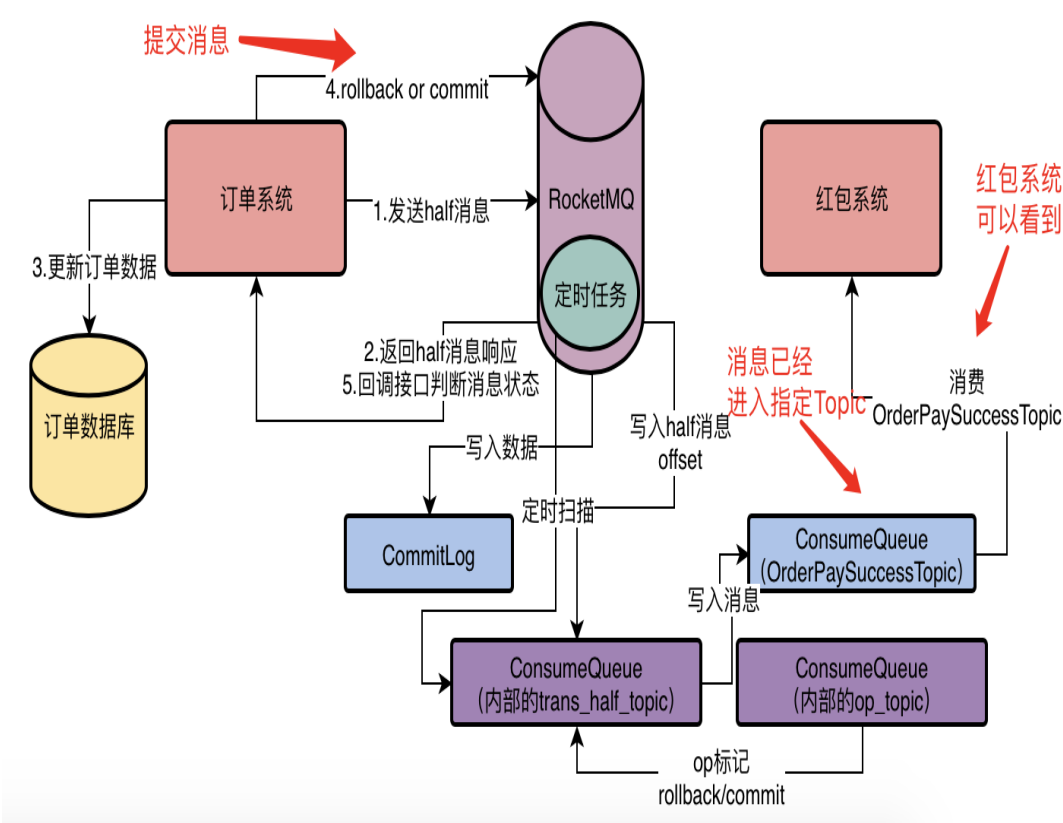 提交消息
4.rollback or commit
订单系统
1.发送half消息
RocketMQ
红包系统
红包系统
可以看到
3.更新订单数据
定时任务
2.返回half消息响应
5.回调接口判断消息状态
消息已经
进入指定Topic
消费
OrderPaySuccessTopic
订单数据库
写入half消息
offset
写入数据
定时扫描
CommitLog
ConsumeQueue
（OrderPaySuccessTopic）
写入消息
ConsumeQueue
（内部的trans_half_topic）
ConsumeQueue
（内部的op_topic）
op标记
rollback/commit